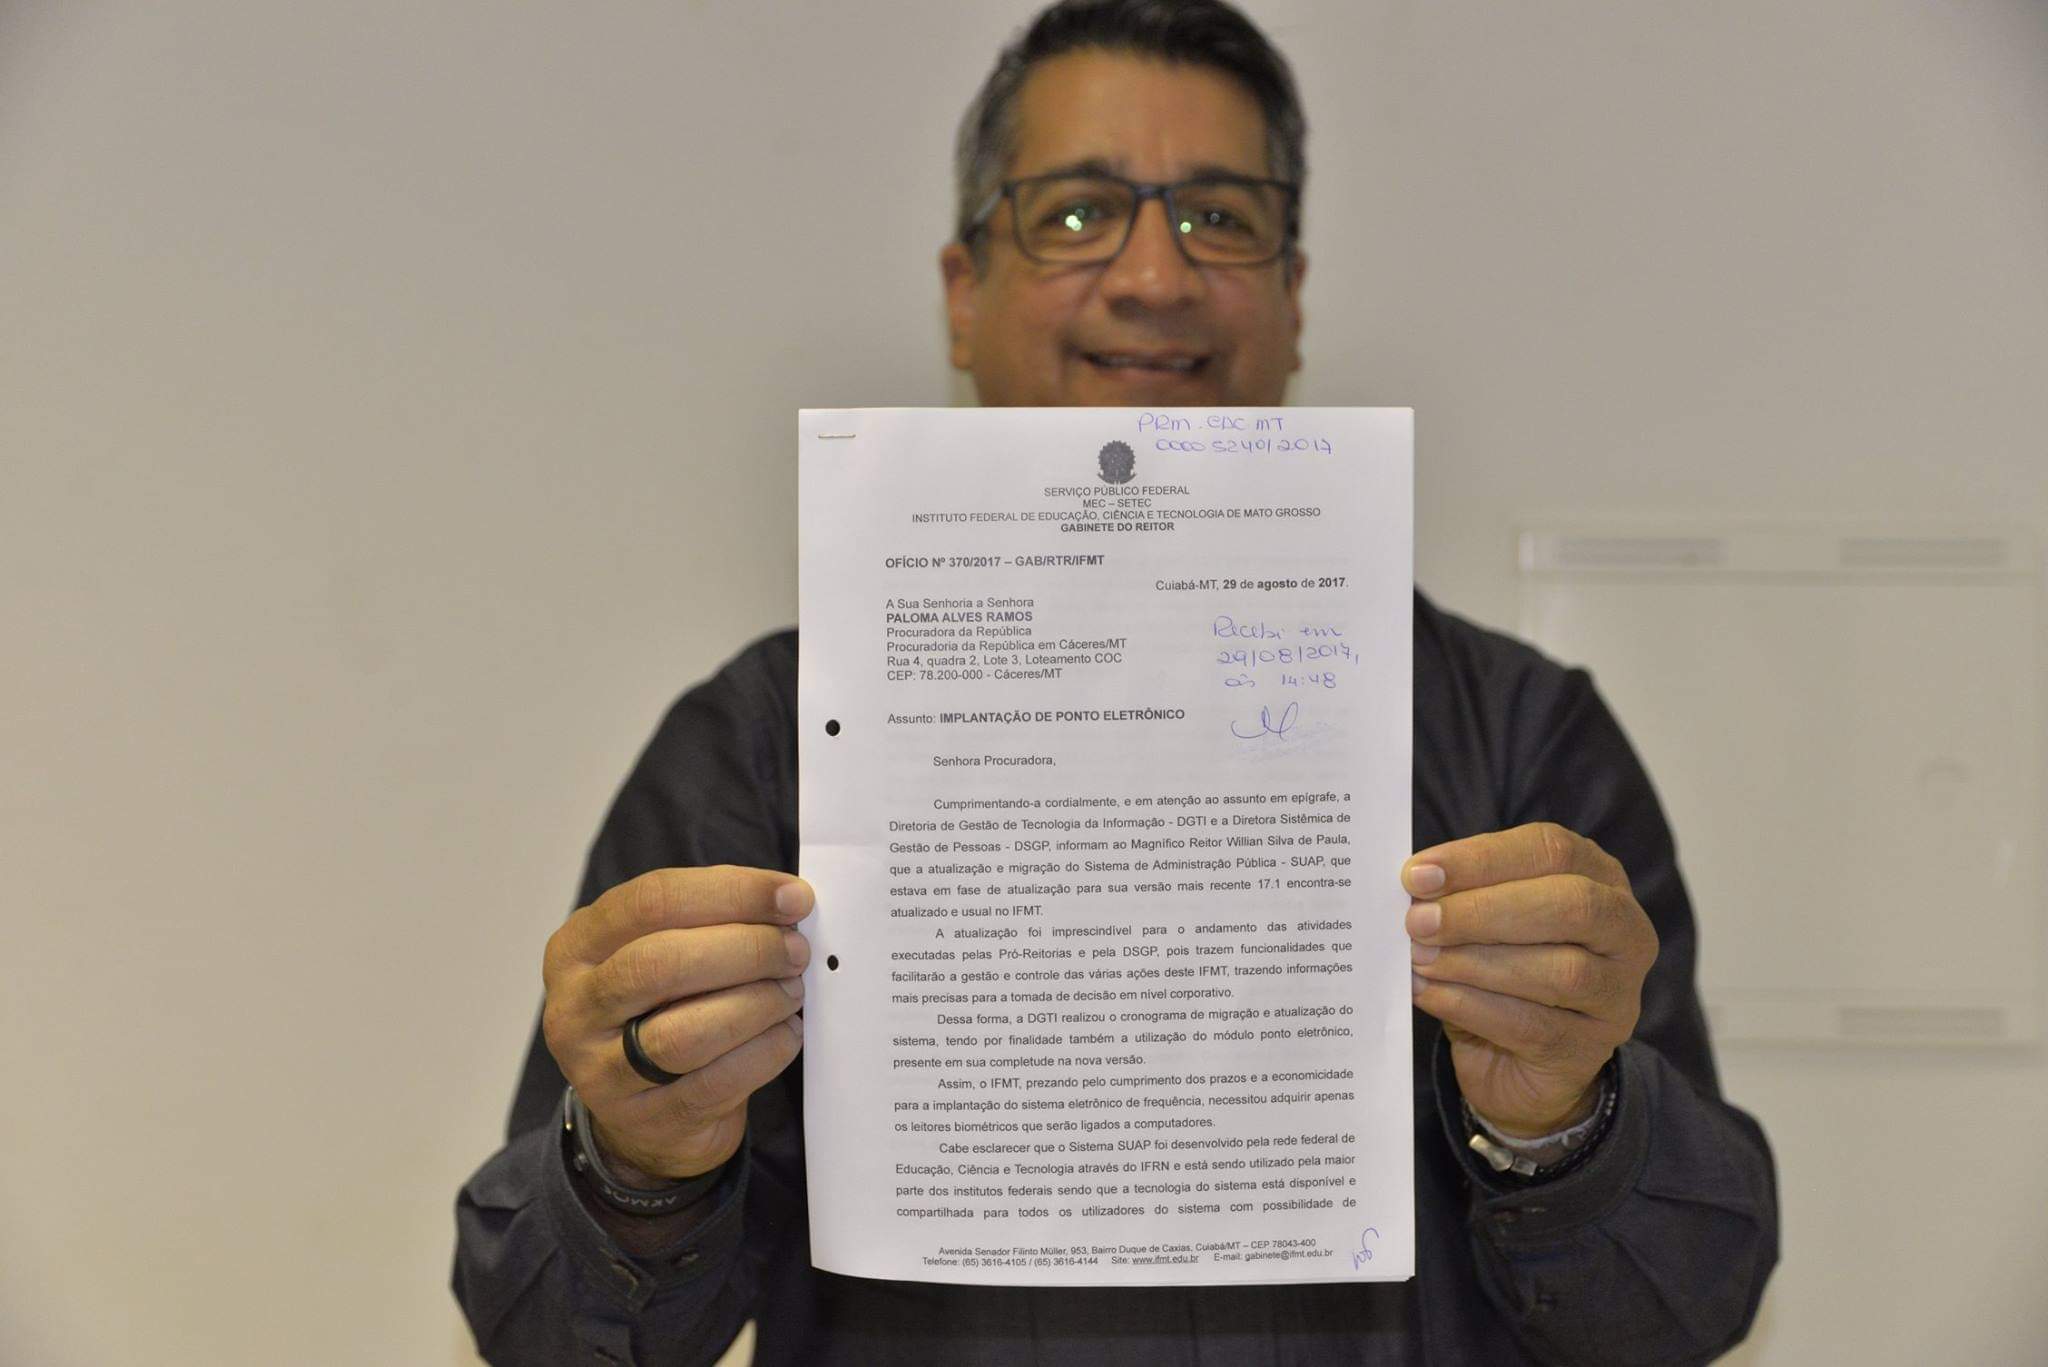 PRM. CAC MT
0000 5240/2017
SERVIÇO PÚBLICO FEDERAL
MEC – SETEC
INSTITUTO FEDERAL DE EDUCAÇÃO, CIÊNCIA E TECNOLOGIA DE MATO GROSSO
GABINETE DO REITOR
OFÍCIO Nº 370/2017 – GAB/RTR/IFMT
Cuiabá-MT, 29 de agosto de 2017.
A Sua Senhoria a Senhora
PALOMA ALVES RAMOS
Procuradora da República
Procuradoria da República em Cáceres/MT
Rua 4, quadra 2, Lote 3, Loteamento COC
CEP: 78.200-000 - Cáceres/MT
Recebi em
29/08/2017,
às 14:48
Assunto: IMPLANTAÇÃO DE PONTO ELETRÔNICO
Senhora Procuradora,
Cumprimentando-a cordialmente, e em atenção ao assunto em epígrafe, a
Diretoria de Gestão de Tecnologia da Informação - DGTI e a Diretora Sistêmica de
Gestão de Pessoas - DSGP, informam ao Magnífico Reitor Willian Silva de Paula,
que a atualização e migração do Sistema de Administração Pública - SUAP, que
estava em fase de atualização para sua versão mais recente 17.1 encontra-se
atualizado e usual no IFMT.
A atualização foi imprescindível para o andamento das atividades
executadas pelas Pró-Reitorias e pela DSGP, pois trazem funcionalidades que
facilitarão a gestão e controle das várias ações deste IFMT, trazendo informações
mais precisas para a tomada de decisão em nível corporativo.
Dessa forma, a DGTI realizou o cronograma de migração e atualização do
sistema, tendo por finalidade também a utilização do módulo ponto eletrônico,
presente em sua completude na nova versão.
Assim, o IFMT, prezando pelo cumprimento dos prazos e a economicidade
para a implantação do sistema eletrônico de frequência, necessitou adquirir apenas
os leitores biométricos que serão ligados a computadores.
Cabe esclarecer que o Sistema SUAP foi desenvolvido pela rede federal de
Educação, Ciência e Tecnologia através do IFRN e está sendo utilizado pela maior
parte dos institutos federais sendo que a tecnologia do sistema está disponível e
compartilhada para todos os utilizadores do sistema com possibilidade de
Avenida Senador Filinto Müller, 953, Bairro Duque de Caxias, Cuiabá/MT – CEP 78043-400
Telefone: (65) 3616-4105 / (65) 3616-4144 Site: www.ifmt.edu.br E-mail: gabinete@ifmt.edu.br